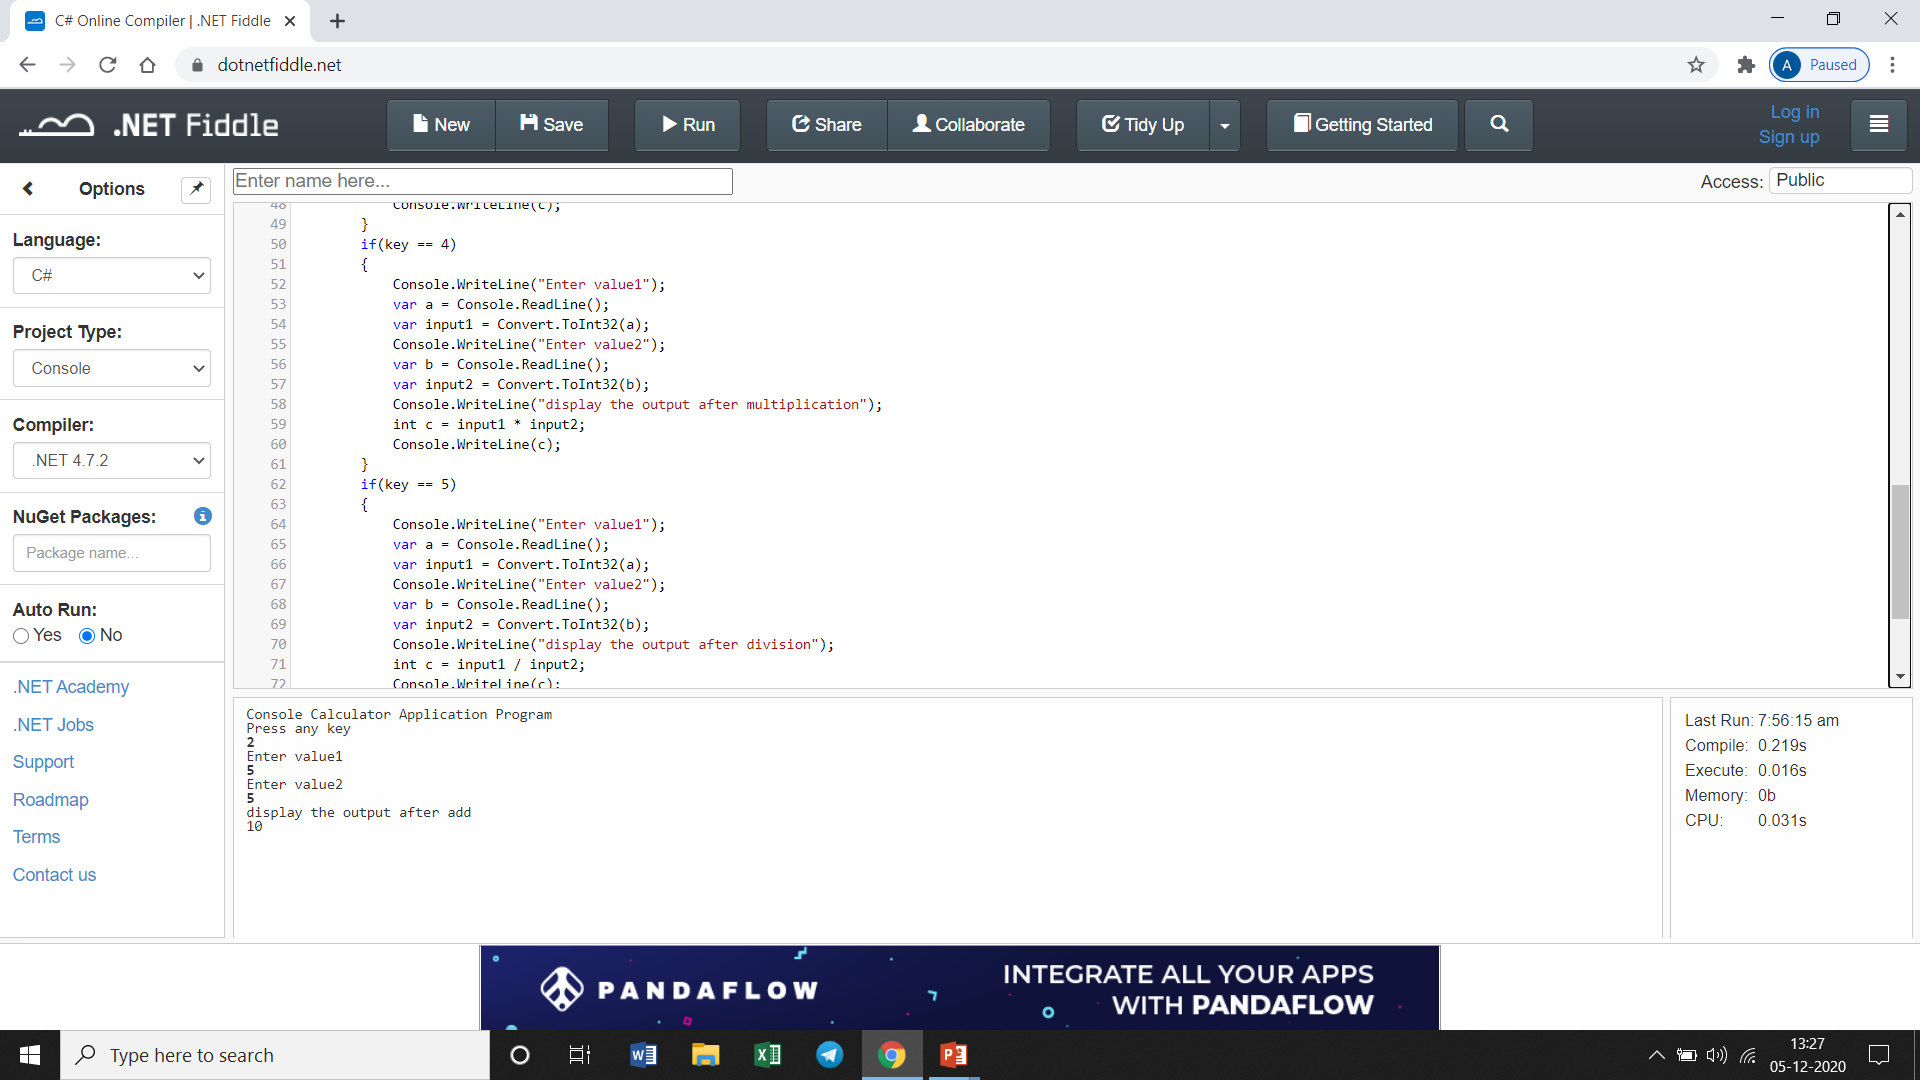 C# Online Compiler | .NET Fiddle
dotnetfiddle.net
A Paused
.NET Fiddle
New
Save
Run
Share
Collaborate
Tidy Up
Getting Started
Log in
Sign up
Options
Enter name here...
Access: Public
Language:
C#
Project Type:
Console
Compiler:
.NET 4.7.2
NuGet Packages:
Package name...
Auto Run:
Yes No
.NET Academy
.NET Jobs
Support
Roadmap
Terms
Contact us
48 Console.WriteLine(c);
49 }
50 if(key == 4)
51 {
52 Console.WriteLine("Enter value1");
53 var a = Console.ReadLine();
54 var input1 = Convert.ToInt32(a);
55 Console.WriteLine("Enter value2");
56 var b = Console.ReadLine();
57 var input2 = Convert.ToInt32(b);
58 Console.WriteLine("display the output after multiplication");
59 int c = input1 * input2;
60 Console.WriteLine(c);
61 }
62 if(key == 5)
63 {
64 Console.WriteLine("Enter value1");
65 var a = Console.ReadLine();
66 var input1 = Convert.ToInt32(a);
67 Console.WriteLine("Enter value2");
68 var b = Console.ReadLine();
69 var input2 = Convert.ToInt32(b);
70 Console.WriteLine("display the output after division");
71 int c = input1 / input2;
72 Console.WriteLine(c);
Console Calculator Application Program
Press any key
2
Enter value1
5
Enter value2
5
display the output after add
10
Last Run: 7:56:15 am
Compile: 0.219s
Execute: 0.016s
Memory: 0b
CPU: 0.031s
PANDAFLOW
INTEGRATE ALL YOUR APPS
WITH PANDAFLOW
Type here to search
13:27
05-12-2020